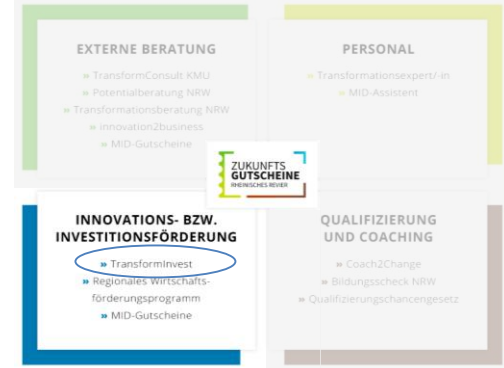 EXTERNE BERATUNG
» TransformConsult KMU
» Potentialberatung NRW
» Transformationsberatung NRW
» innovation2business
» MID-Gutscheine
PERSONAL
» Transformationsexpert/-in
» MID-Assistent
ZUKUNFTS
GUTSCHEINE
RHEINISCHES REVIER
INNOVATIONS- BZW.
INVESTITIONSFÖRDERUNG
» TransformInvest
» Regionales Wirtschafts-
förderungsprogramm
» MID-Gutscheine
QUALIFIZIERUNG
UND COACHING
» Coach2Change
» Bildungsscheck NRW
» Qualifizierungschancengesetz